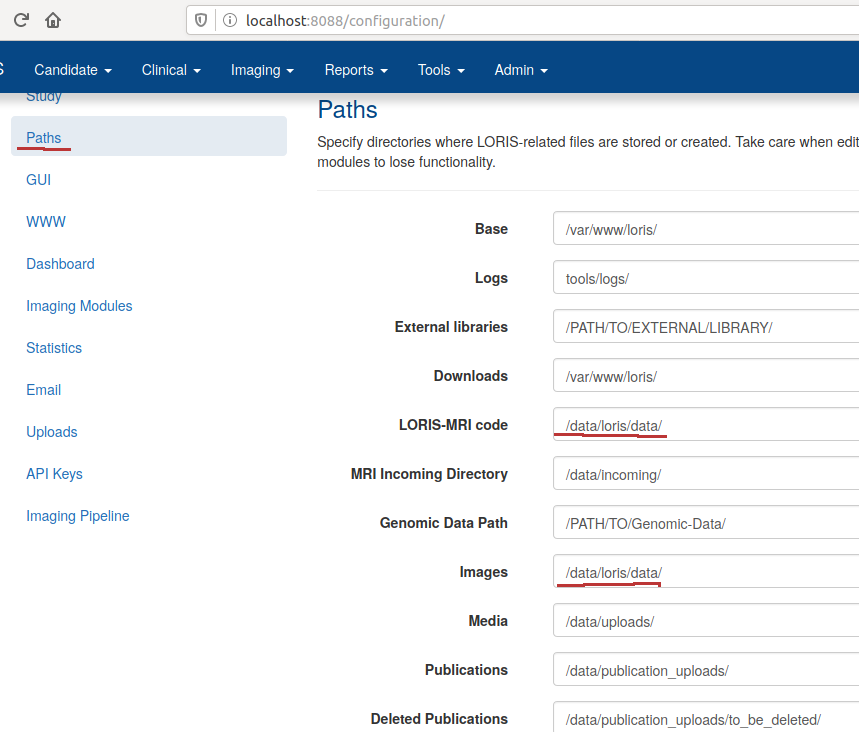 localhost:8088/configuration/
S Candidate Clinical Imaging Reports Tools Admin
Study
Paths
GUI
WWW
Dashboard
Imaging Modules
Statistics
Email
Uploads
API Keys
Imaging Pipeline
Paths
Specify directories where LORIS-related files are stored or created. Take care when edit
modules to lose functionality.
Base /var/www/loris/
Logs tools/logs/
External libraries /PATH/TO/EXTERNAL/LIBRARY/
Downloads /var/www/loris/
LORIS-MRI code /data/loris/data/
MRI Incoming Directory /data/incoming/
Genomic Data Path /PATH/TO/Genomic-Data/
Images /data/loris/data/
Media /data/uploads/
Publications /data/publication_uploads/
Deleted Publications /data/publication_uploads/to_be_deleted/